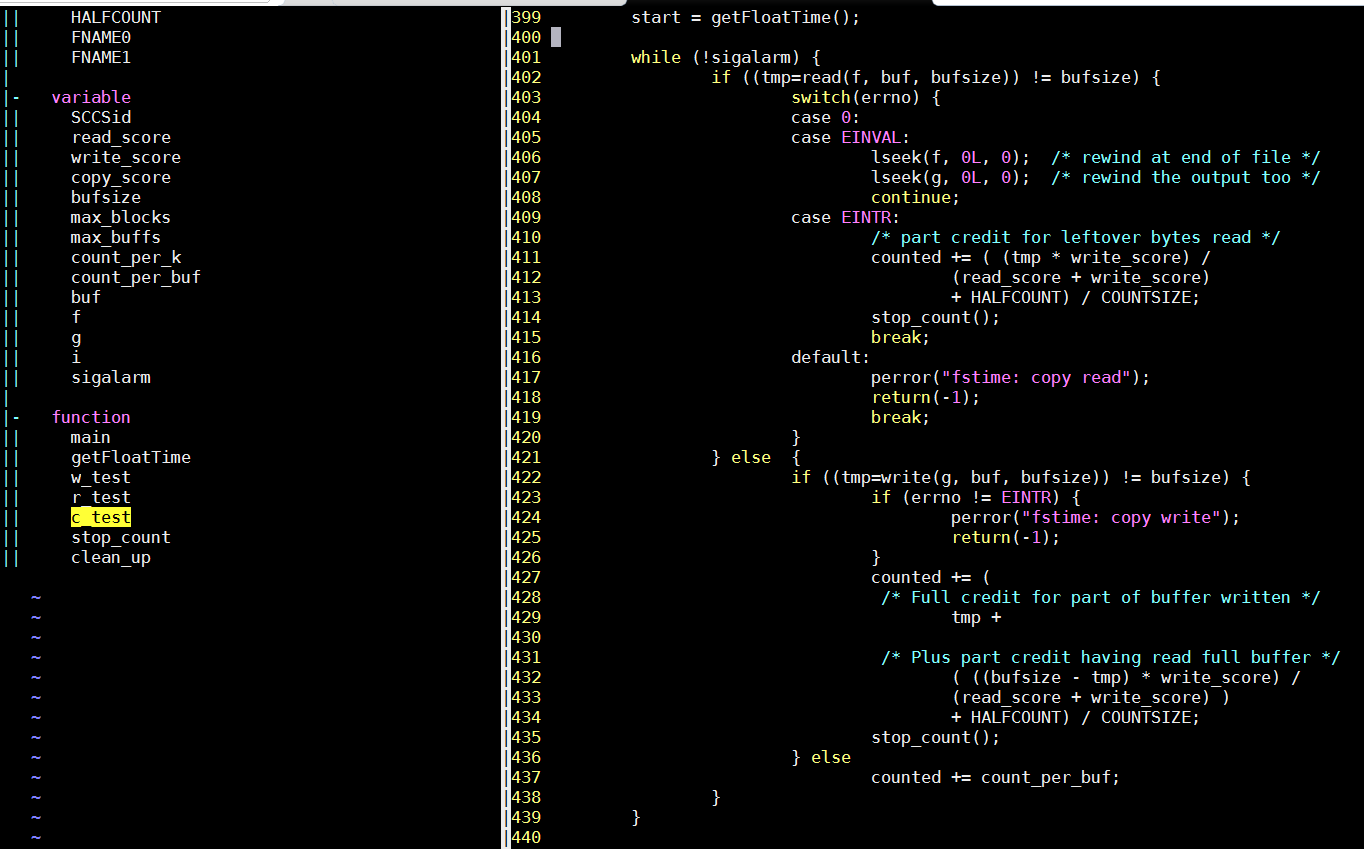 || HALFCOUNT
|| FNAME0
|| FNAME1
|
|- variable
|| SCCSid
|| read_score
|| write_score
|| copy_score
|| bufsize
|| max_blocks
|| max_buffs
|| count_per_k
|| count_per_buf
|| buf
|| f
|| g
|| i
|| sigalarm
|
|- function
|| main
|| getFloatTime
|| w_test
|| r_test
|| c_test
|| stop_count
|| clean_up
~
~
~
~
~
~
~
~
~
~
~
~
~
|399 start = getFloatTime();
|400
|401 while (!sigalarm) {
|402 if ((tmp=read(f, buf, bufsize)) != bufsize) {
|403 switch(errno) {
|404 case 0:
|405 case EINVAL:
|406 lseek(f, 0L, 0); /* rewind at end of file */
|407 lseek(g, 0L, 0); /* rewind the output too */
|408 continue;
|409 case EINTR:
|410 /* part credit for leftover bytes read */
|411 counted += ( (tmp * write_score) /
|412 (read_score + write_score)
|413 + HALFCOUNT) / COUNTSIZE;
|414 stop_count();
|415 break;
|416 default:
|417 perror("fstime: copy read");
|418 return(-1);
|419 break;
|420 }
|421 } else {
|422 if ((tmp=write(g, buf, bufsize)) != bufsize) {
|423 if (errno != EINTR) {
|424 perror("fstime: copy write");
|425 return(-1);
|426 }
|427 counted += (
|428 /* Full credit for part of buffer written */
|429 tmp +
|430
|431 /* Plus part credit having read full buffer */
|432 ( ((bufsize - tmp) * write_score) /
|433 (read_score + write_score) )
|434 + HALFCOUNT) / COUNTSIZE;
|435 stop_count();
|436 } else
|437 counted += count_per_buf;
|438 }
|439 }
|440